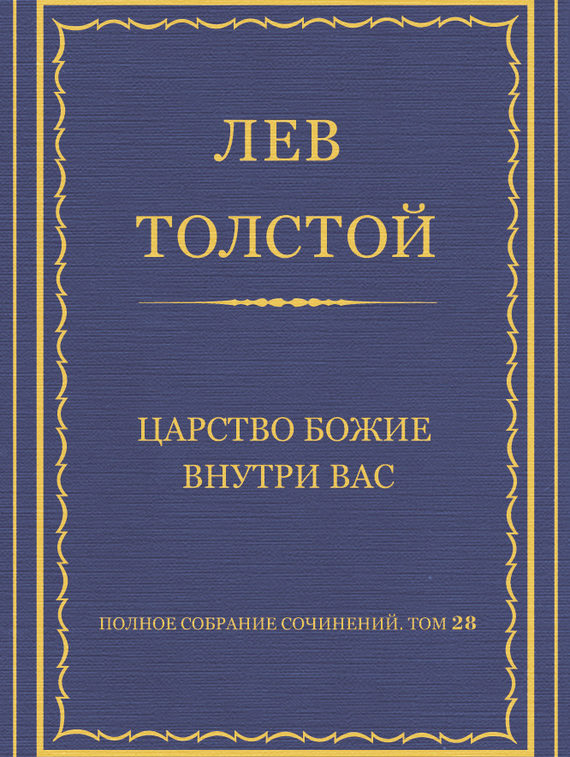 ЛЕВ
ТОЛСТОЙ
ЦАРСТВО БОЖИЕ
ВНУТРИ ВАС
ПОЛНОЕ СОБРАНИЕ СОЧИНЕНИЙ. ТОМ 28